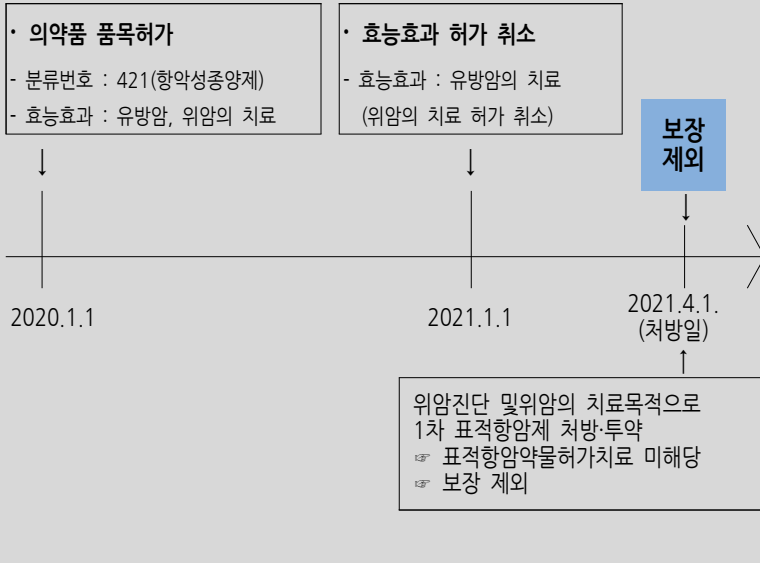 · 의약품 품목허가
- 분류번호 : 421(항악성종양제)
- 효능효과 : 유방암, 위암의 치료
· 효능효과 허가 취소
- 효능효과 : 유방암의 치료
(위암의 치료 허가 취소)
보장
제외
2020.1.1
2021.1.1
2021.4.1.
(처방일)
위암진단 및위암의 치료목적으로
1차 표적항암제 처방·투약
☞ 표적항암약물허가치료 미해당
☞ 보장 제외